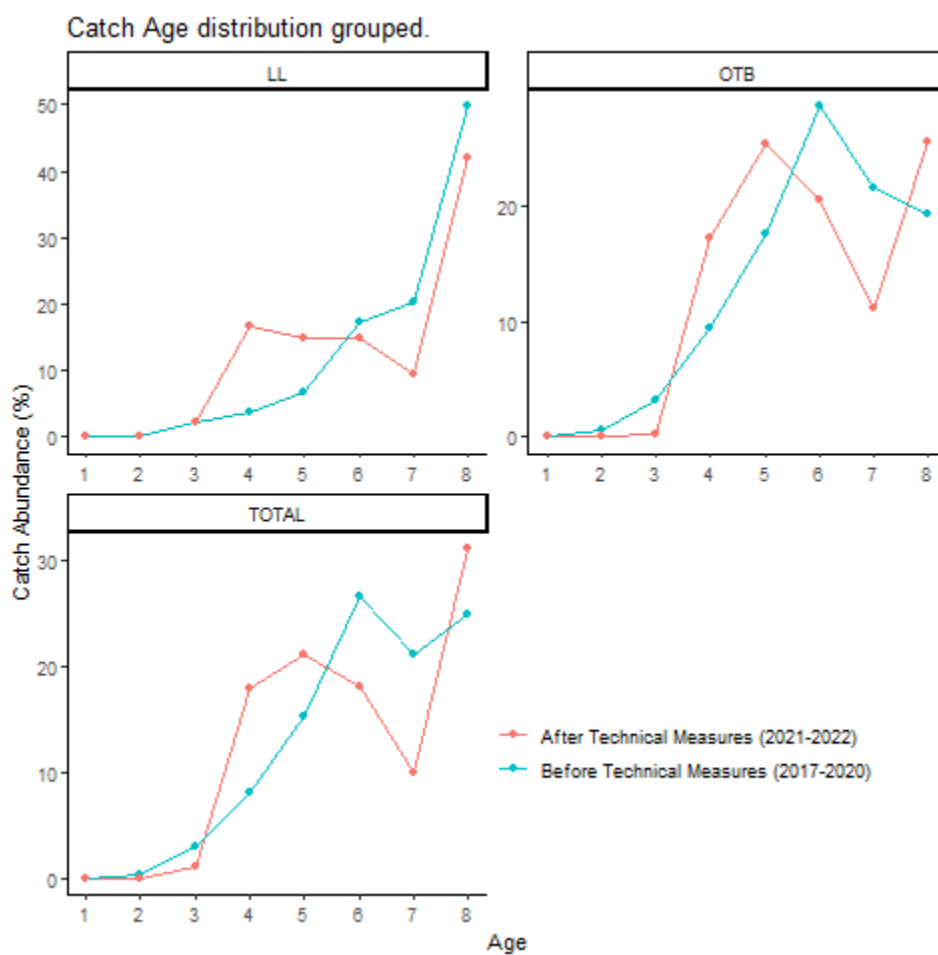 Catch Age distribution grouped.
LL
OTB
50
40
30
20
10
0
1 2 3 4 5 6 7 8
20
10
0
1 2 3 4 5 6 7 8
Catch Abundance (%)
TOTAL
30
20
10
0
1 2 3 4 5 6 7 8
After Technical Measures (2021-2022)
Before Technical Measures (2017-2020)
Age